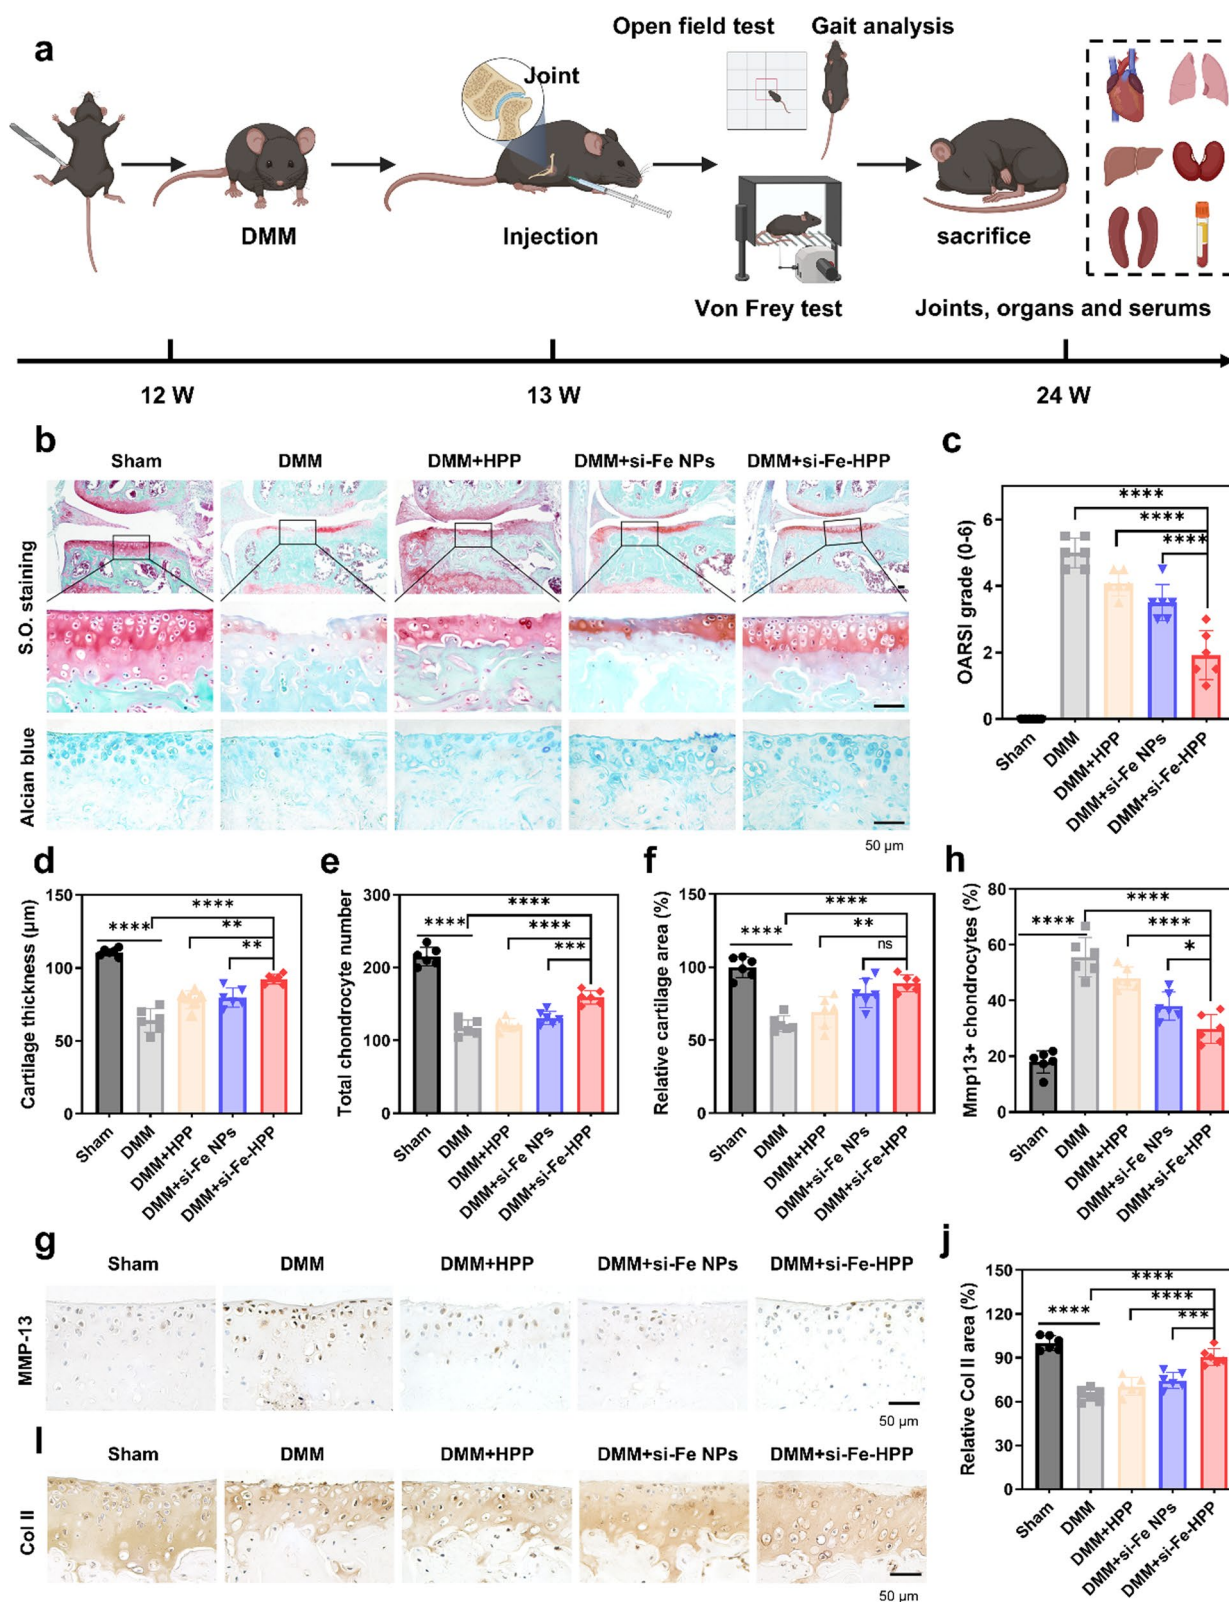 a
Open field test
Gait analysis
Joint
DMM
Injection
sacrifice
Von Frey test
Joints, organs and serums
12 W
13 W
24 W
b
Sham
DMM
DMM+HPP
DMM+si-Fe NPs
DMM+si-Fe-HPP
S.O. staining
Alcian blue
50 µm
c
OARSI grade (0-6)
6
4
2
0
****
****
****
Sham
DMM
DMM+HPP
DMM+si-Fe NPs
DMM+si-Fe-HPP
d
Cartilage thickness (µm)
150
100
50
0
****
****
**
**
Sham
DMM
DMM+HPP
DMM+si-Fe NPs
DMM+si-Fe-HPP
e
Total chondrocyte number
300
200
100
0
****
****
****
***
Sham
DMM
DMM+HPP
DMM+si-Fe NPs
DMM+si-Fe-HPP
f
Relative cartilage area (%)
150
100
50
0
****
****
**
ns
Sham
DMM
DMM+HPP
DMM+si-Fe NPs
DMM+si-Fe-HPP
h
Mmp13+ chondrocytes (%)
80
60
40
20
0
****
****
****
*
Sham
DMM
DMM+HPP
DMM+si-Fe NPs
DMM+si-Fe-HPP
g
Sham
DMM
DMM+HPP
DMM+si-Fe NPs
DMM+si-Fe-HPP
MMP-13
50 µm
I
Sham
DMM
DMM+HPP
DMM+si-Fe NPs
DMM+si-Fe-HPP
Col II
50 µm
j
Relative Col II area (%)
150
120
90
60
30
0
****
****
****
***
Sham
DMM
DMM+HPP
DMM+si-Fe NPs
DMM+si-Fe-HPP